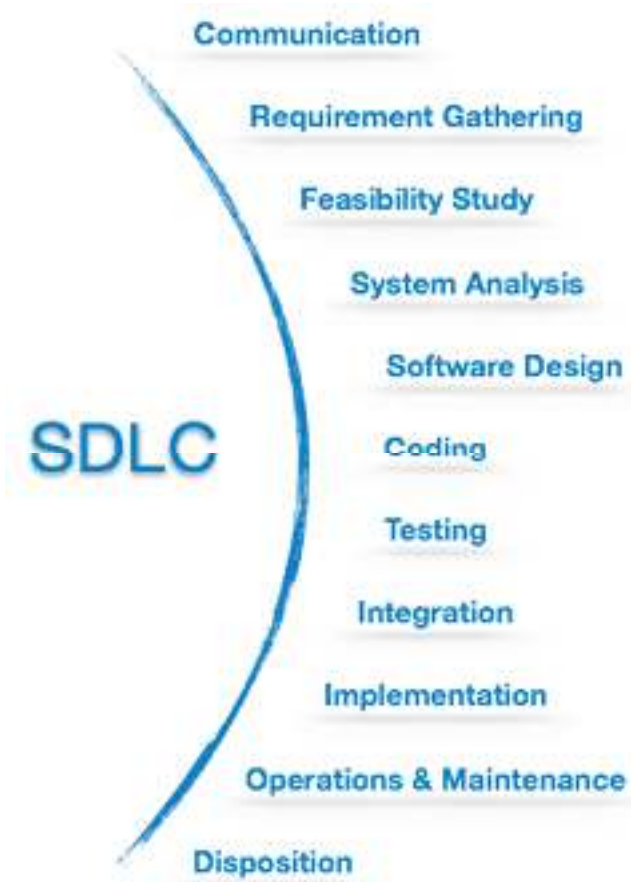 Communication
Requirement Gathering
Feasibility Study
System Analysis
Software Design
SDLC
Coding
Testing
Integration
Implementation
Operations & Maintenance
Disposition